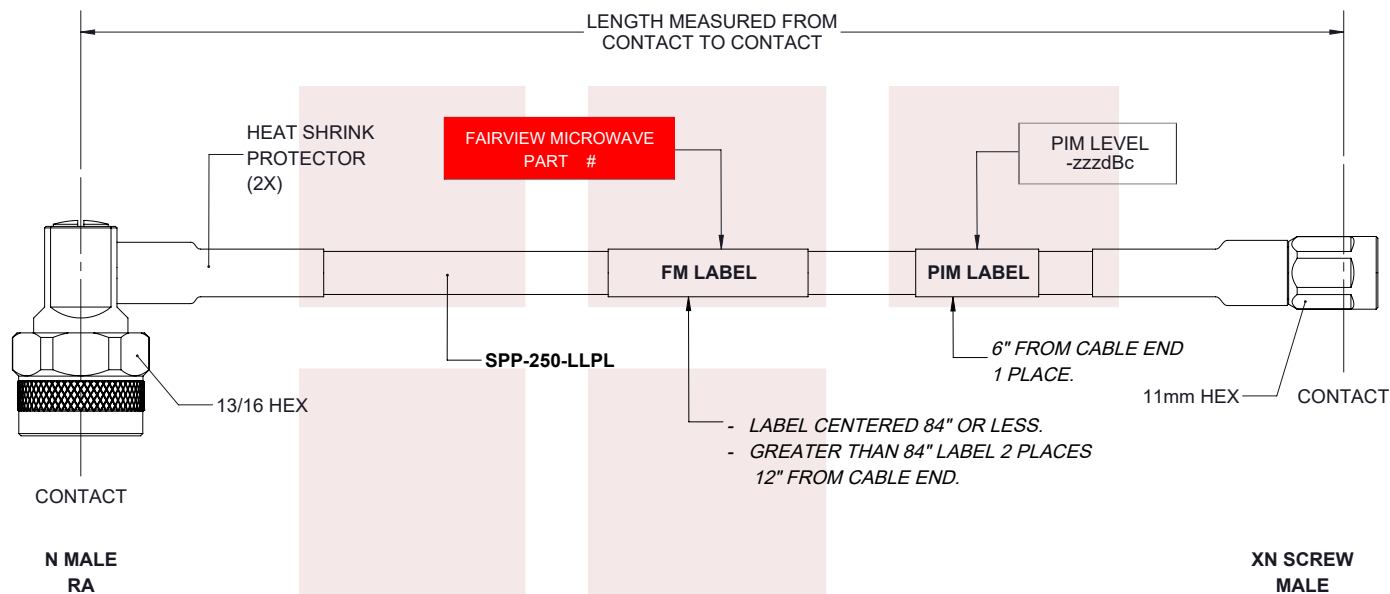 LENGTH MEASURED FROM
CONTACT TO CONTACT
HEAT SHRINK
PROTECTOR
(2X)
FAIRVIEW MICROWAVE
PART #
PIM LEVEL
-zzzdBc
FM LABEL
PIM LABEL
SPP-250-LLPL
6" FROM CABLE END
1 PLACE.
13/16 HEX
11mm HEX
CONTACT
- LABEL CENTERED 84" OR LESS.
- GREATER THAN 84" LABEL 2 PLACES
12" FROM CABLE END.
CONTACT
N MALE
RA
XN SCREW
MALE